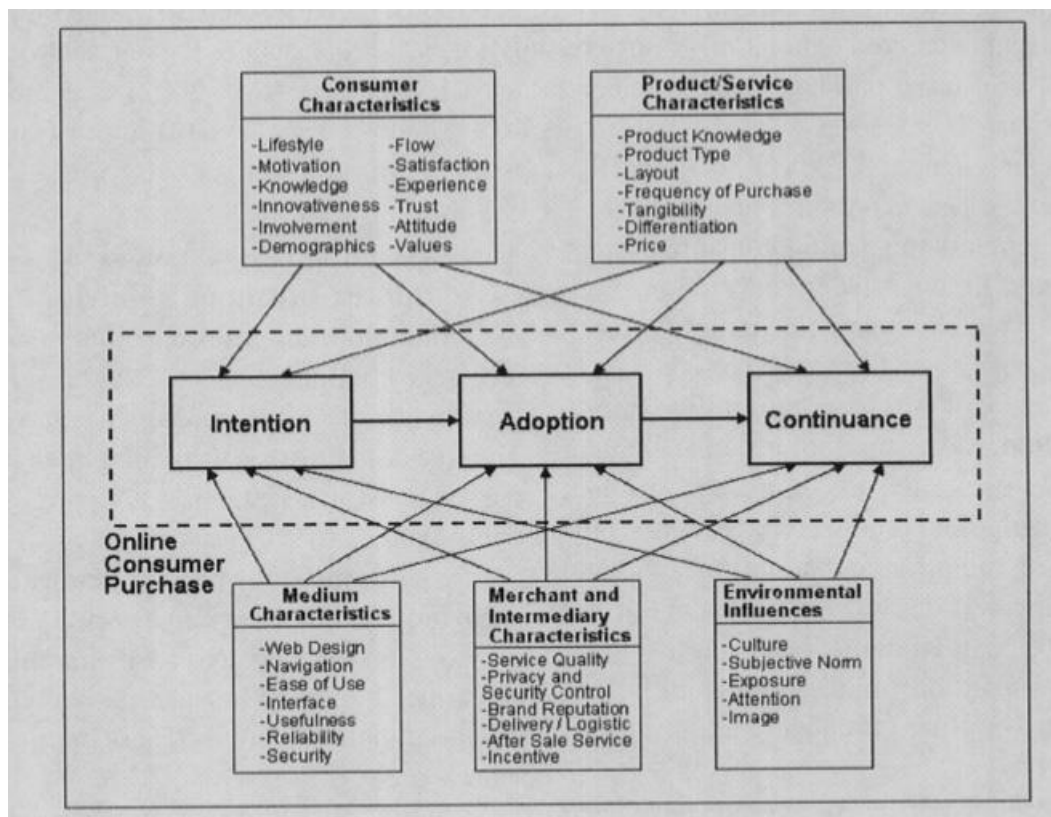 Consumer
Characteristics
-Lifestyle
-Motivation
-Knowledge
-Innovativeness
-Involvement
-Demographics
-Flow
-Satisfaction
-Experience
-Trust
-Attitude
-Values
Product/Service
Characteristics
-Product Knowledge
-Product Type
-Layout
-Frequency of Purchase
-Tangibility
-Differentiation
-Price
Intention
Adoption
Continuance
Online
Consumer
Purchase
Medium
Characteristics
-Web Design
-Navigation
-Ease of Use
-Interface
-Usefulness
-Reliability
-Security
Merchant and
Intermediary
Characteristics
-Service Quality
-Privacy and
Security Control
-Brand Reputation
-Delivery / Logistic
-After Sale Service
-Incentive
Environmental
Influences
-Culture
-Subjective Norm
-Exposure
-Attention
-Image